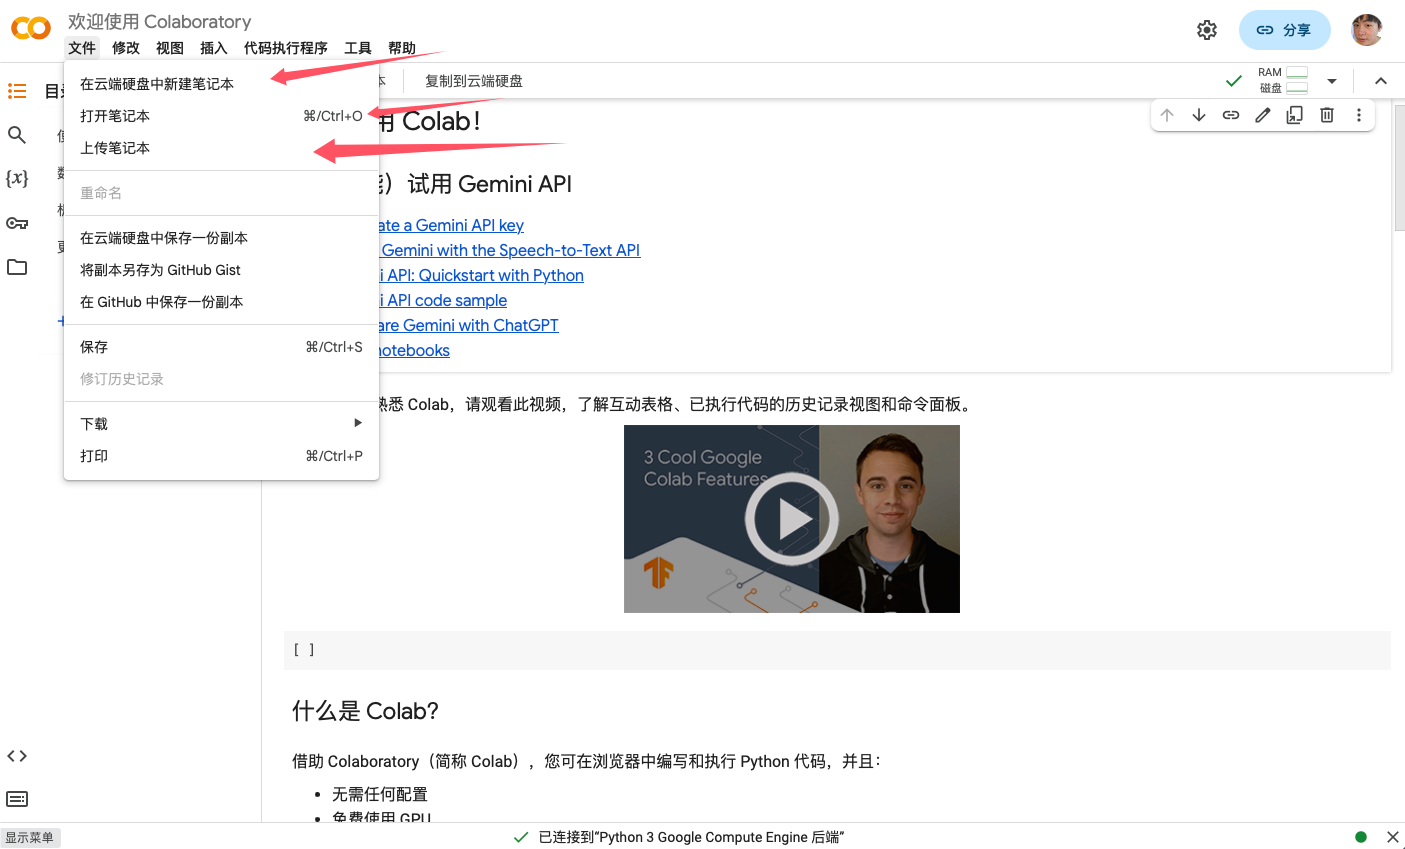 欢迎使用 Colaboratory
文件 修改 视图 插入 代码执行程序 工具 帮助
分享
在云端硬盘中新建笔记本
复制到云端硬盘
RAM
磁盘
打开笔记本 ⌘/Ctrl+O
上传笔记本
重命名
在云端硬盘中保存一份副本
将副本另存为 GitHub Gist
在 GitHub 中保存一份副本
保存 ⌘/Ctrl+S
修订历史记录
下载
打印 ⌘/Ctrl+P
用 Colab！
）试用 Gemini API
a Gemini API key
Gemini with the Speech-to-Text API
API: Quickstart with Python
API code sample
Gemini with ChatGPT
notebooks
熟悉 Colab，请观看此视频，了解互动表格、已执行代码的历史记录视图和命令面板。
3 Cool Google
Colab Features
[ ]
什么是 Colab？
借助 Colaboratory（简称 Colab），您可在浏览器中编写和执行 Python 代码，并且：
• 无需任何配置
• 免费使用 GPU
显示菜单
已连接到“Python 3 Google Compute Engine 后端”